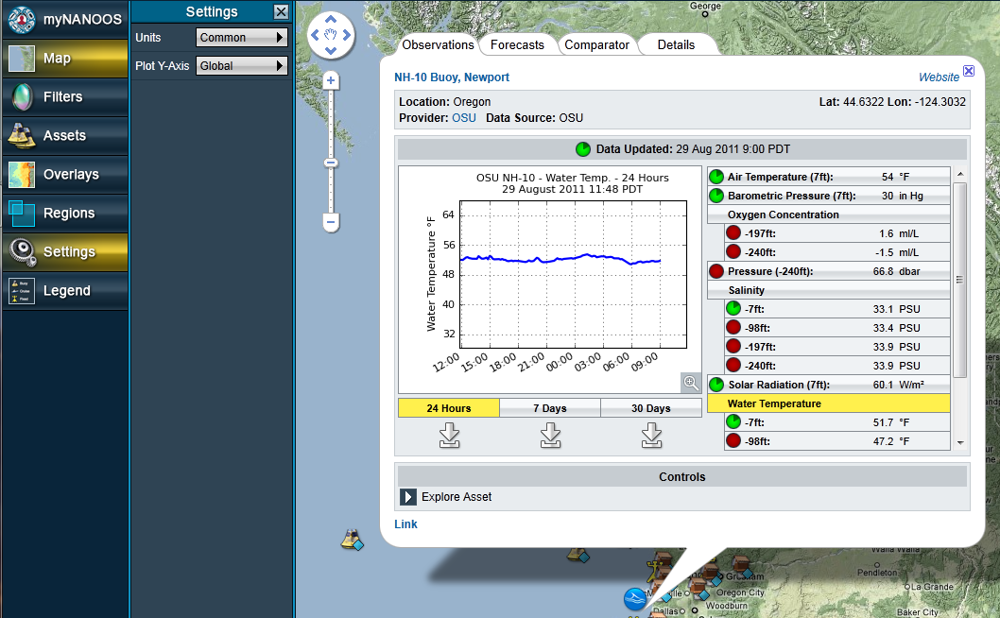 myNANOOS
Map
Filters
Assets
Overlays
Regions
Settings
Legend
Settings
Units Common
Plot Y-Axis Global
George
Observations Forecasts Comparator Details
NH-10 Buoy, Newport
Website
Location: Oregon
Lat: 44.6322 Lon: -124.3032
Provider: OSU Data Source: OSU
Data Updated: 29 Aug 2011 9:00 PDT
OSU NH-10 - Water Temp. - 24 Hours
29 August 2011 11:48 PDT
Water Temperature °F
64
56
48
40
32
12:00 15:00 18:00 21:00 00:00 03:00 06:00 09:00
24 Hours 7 Days 30 Days
Air Temperature (7ft): 54 °F
Barometric Pressure (7ft): 30 in Hg
Oxygen Concentration
-197ft: 1.6 ml/L
-240ft: -1.5 ml/L
Pressure (-240ft): 66.8 dbar
Salinity
-7ft: 33.1 PSU
-98ft: 33.4 PSU
-197ft: 33.9 PSU
-240ft: 33.9 PSU
Solar Radiation (7ft): 60.1 W/m²
Water Temperature
-7ft: 51.7 °F
-98ft: 47.2 °F
Controls
Explore Asset
Link
Walla Walla
Pendleton
La Grande
Oregon City
Woodburn
Dallas
Baker City